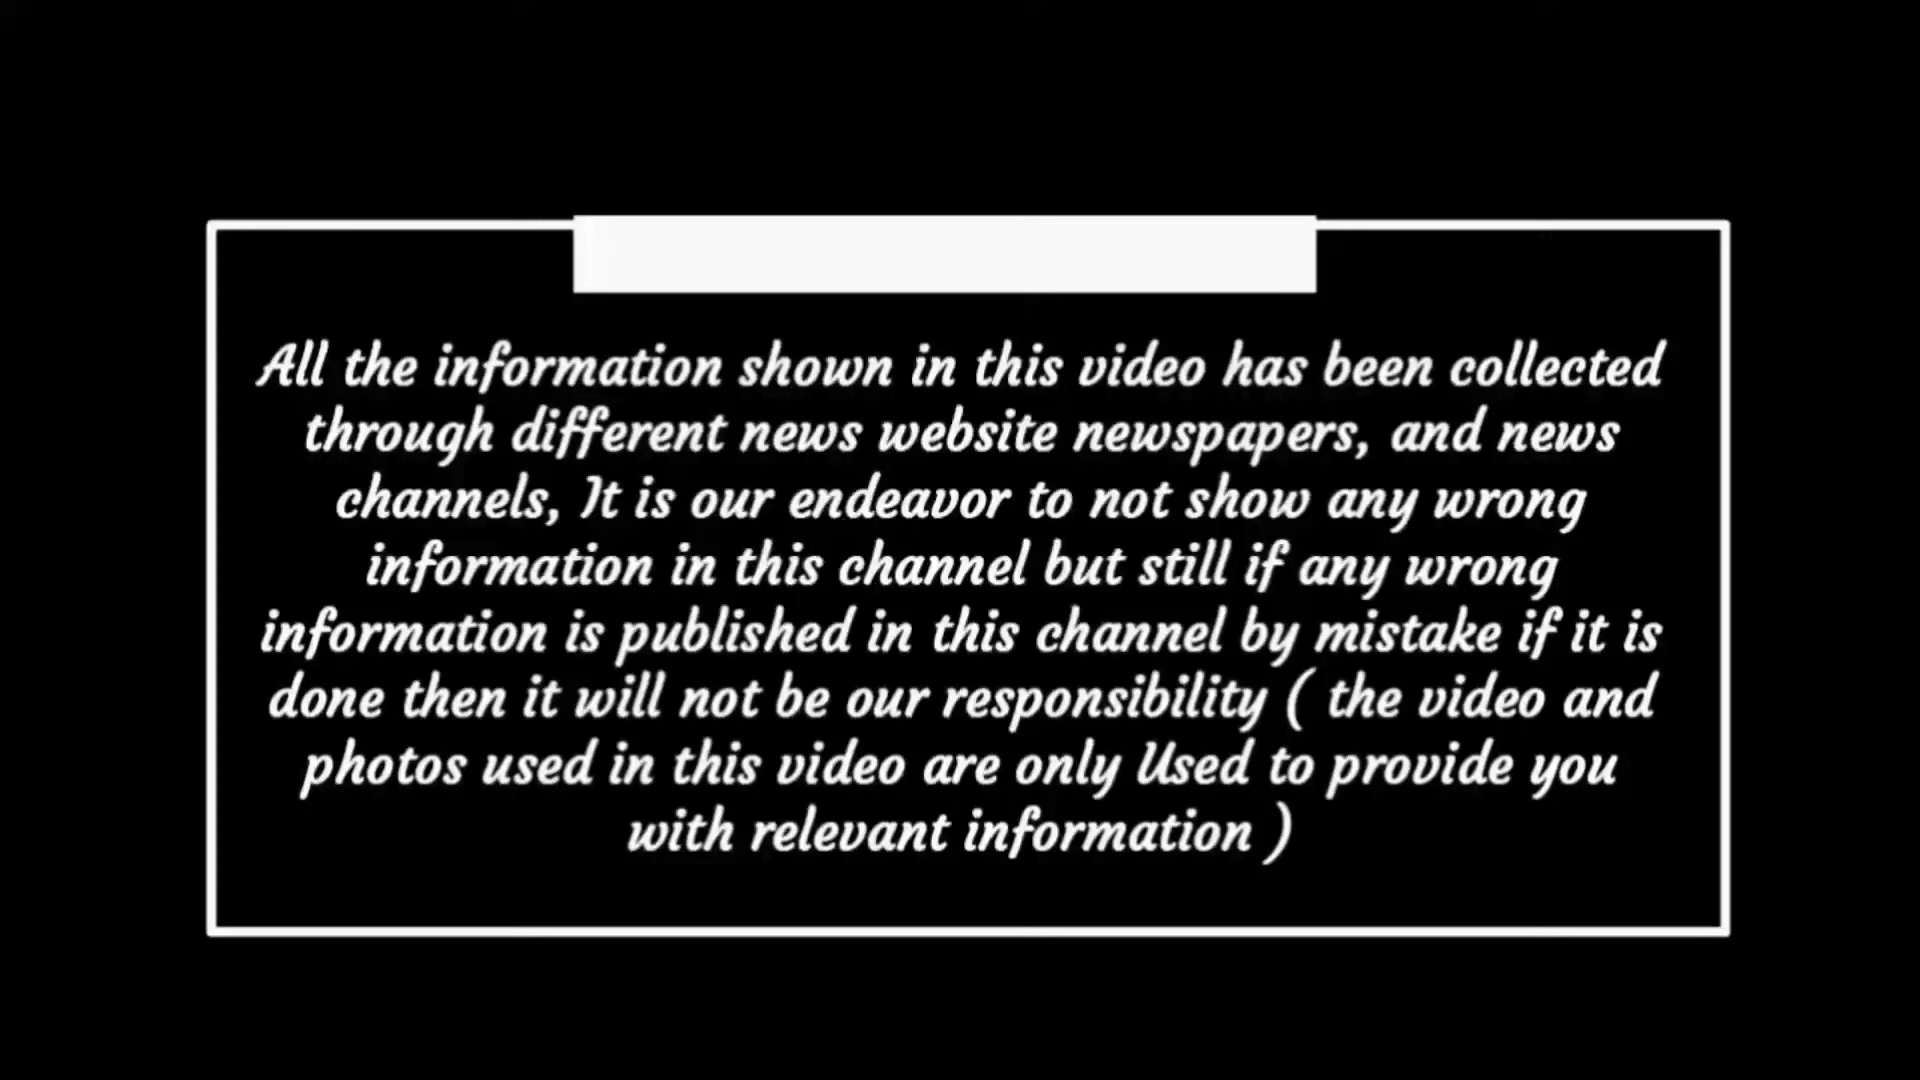 All the information shown in this video has been collected
through different news website newspapers, and news
channels, It is our endeavor to not show any wrong
information in this channel but still if any wrong
information is published in this channel by mistake if it is
done then it will not be our responsibility ( the video and
photos used in this video are only Used to provide you
with relevant information )